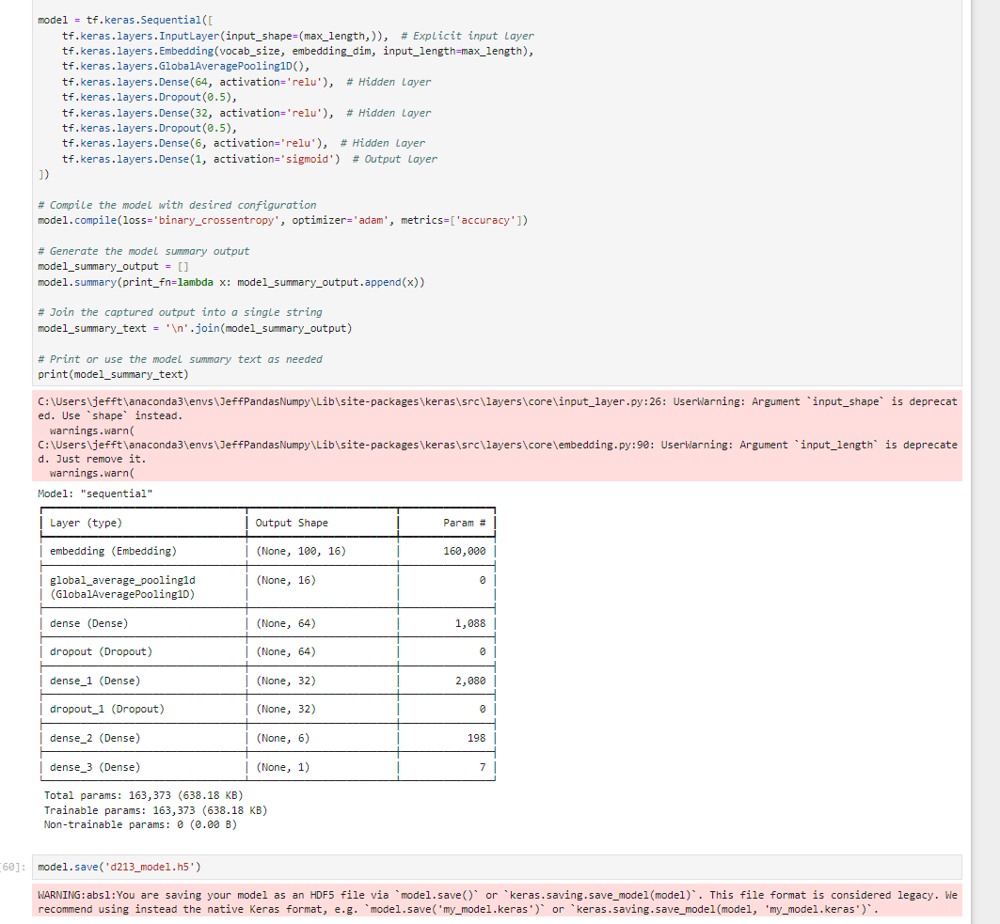 model = tf.keras.Sequential([
    tf.keras.layers.InputLayer(input_shape=(max_length,)),  # Explicit input layer
    tf.keras.layers.Embedding(vocab_size, embedding_dim, input_length=max_length),
    tf.keras.layers.GlobalAveragePooling1D(),
    tf.keras.layers.Dense(64, activation='relu'),  # Hidden layer
    tf.keras.layers.Dropout(0.5),
    tf.keras.layers.Dense(32, activation='relu'),  # Hidden layer
    tf.keras.layers.Dropout(0.5),
    tf.keras.layers.Dense(6, activation='relu'),  # Hidden layer
    tf.keras.layers.Dense(1, activation='sigmoid')  # Output layer
])
# Compile the model with desired configuration
model.compile(loss='binary_crossentropy', optimizer='adam', metrics=['accuracy'])
# Generate the model summary output
model_summary_output = []
model.summary(print_fn=lambda x: model_summary_output.append(x))
# Join the captured output into a single string
model_summary_text = '\n'.join(model_summary_output)
# Print or use the model summary text as needed
print(model_summary_text)
C:\Users\jefft\anaconda3\envs\JeffPandasNumpy\Lib\site-packages\keras\src\layers\core\input_layer.py:26: UserWarning: Argument `input_shape` is deprecat
ed. Use `shape` instead.
  warnings.warn(
C:\Users\jefft\anaconda3\envs\JeffPandasNumpy\Lib\site-packages\keras\src\layers\core\embedding.py:90: UserWarning: Argument `input_length` is deprecate
d. Just remove it.
  warnings.warn(
Model: "sequential"
Layer (type) Output Shape Param #
embedding (Embedding) (None, 100, 16) 160,000
global_average_pooling1d (None, 16) 0
(GlobalAveragePooling1D)
dense (Dense) (None, 64) 1,088
dropout (Dropout) (None, 64) 0
dense_1 (Dense) (None, 32) 2,080
dropout_1 (Dropout) (None, 32) 0
dense_2 (Dense) (None, 6) 198
dense_3 (Dense) (None, 1) 7
Total params: 163,373 (638.18 KB)
Trainable params: 163,373 (638.18 KB)
Non-trainable params: 0 (0.00 B)
[60]: model.save('d213_model.h5')
WARNING:absl:You are saving your model as an HDF5 file via `model.save()` or `keras.saving.save_model(model)`. This file format is considered legacy. We
recommend using instead the native Keras format, e.g. `model.save('my_model.keras')` or `keras.saving.save_model(model, 'my_model.keras')`.